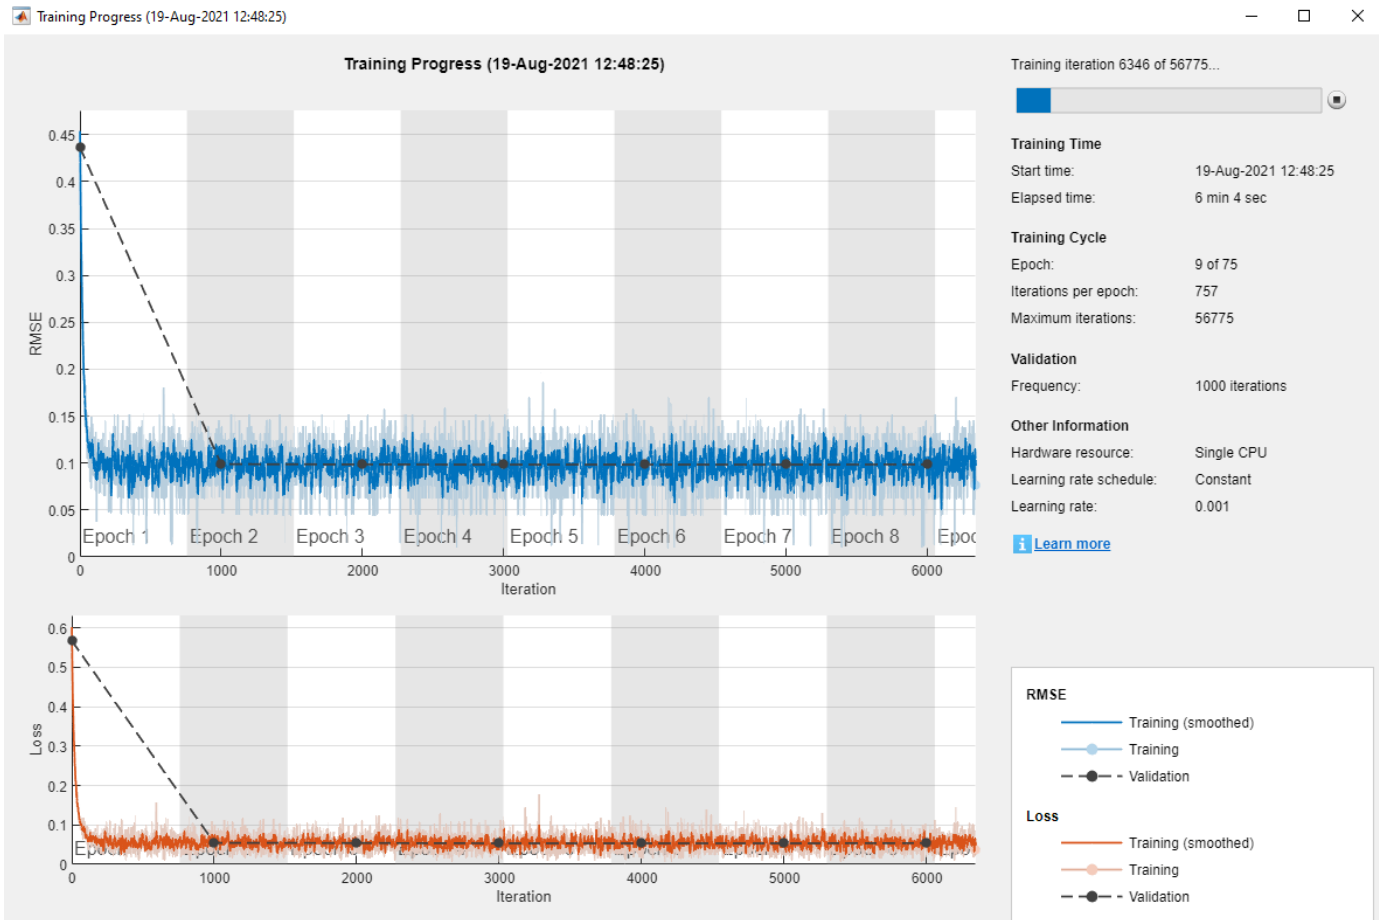 Training Progress (19-Aug-2021 12:48:25)
Training Progress (19-Aug-2021 12:48:25)
0.45
0.4
0.35
0.3
0.25
0.2
0.15
0.1
0.05
0
RMSE
Epoch 1
Epoch 2
Epoch 3
Epoch 4
Epoch 5
Epoch 6
Epoch 7
Epoch 8
Epoc
0 1000 2000 3000 4000 5000 6000
Iteration
0.6
0.5
0.4
0.3
0.2
0.1
0
Loss
0 1000 2000 3000 4000 5000 6000
Iteration
Training iteration 6346 of 56775...
Training Time
Start time: 19-Aug-2021 12:48:25
Elapsed time: 6 min 4 sec
Training Cycle
Epoch: 9 of 75
Iterations per epoch: 757
Maximum iterations: 56775
Validation
Frequency: 1000 iterations
Other Information
Hardware resource: Single CPU
Learning rate schedule: Constant
Learning rate: 0.001
i Learn more
RMSE
Training (smoothed)
Training
Validation
Loss
Training (smoothed)
Training
Validation